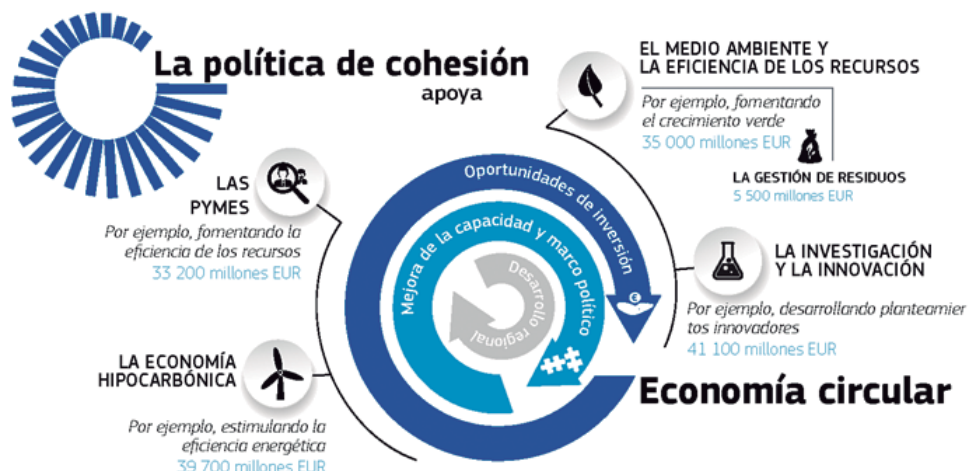 La política de cohesión
apoya
EL MEDIO AMBIENTE Y
LA EFICIENCIA DE LOS RECURSOS
Por ejemplo, fomentando
el crecimiento verde
35 000 millones EUR
LA GESTIÓN DE RESIDUOS
5 500 millones EUR
LAS
PYMES
Por ejemplo, fomentando la
eficiencia de los recursos
33 200 millones EUR
Oportunidades de inversión
Mejora de la capacidad y marco político
Desarrollo regional
LA INVESTIGACIÓN
Y LA INNOVACIÓN
Por ejemplo, desarrollando planteamier
tos innovadores
41 100 millones EUR
LA ECONOMÍA
HIPOCARBÓNICA
Por ejemplo, estimulando la
eficiencia energética
39 700 millones EUR
Economía circular